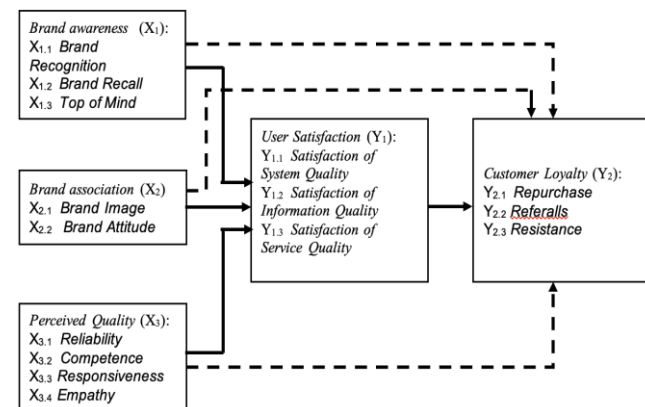 Brand awareness (X₁):
X₁.₁ Brand
Recognition
X₁.₂ Brand Recall
X₁.₃ Top of Mind
Brand association (X₂)
X₂.₁ Brand Image
X₂.₂ Brand Attitude
Perceived Quality (X₃):
X₃.₁ Reliability
X₃.₂ Competence
X₃.₃ Responsiveness
X₃.₄ Empathy
User Satisfaction (Y₁):
Y₁.₁ Satisfaction of
System Quality
Y₁.₂ Satisfaction of
Information Quality
Y₁.₃ Satisfaction of
Service Quality
Customer Loyalty (Y₂):
Y₂.₁ Repurchase
Y₂.₂ Referalls
Y₂.₃ Resistance